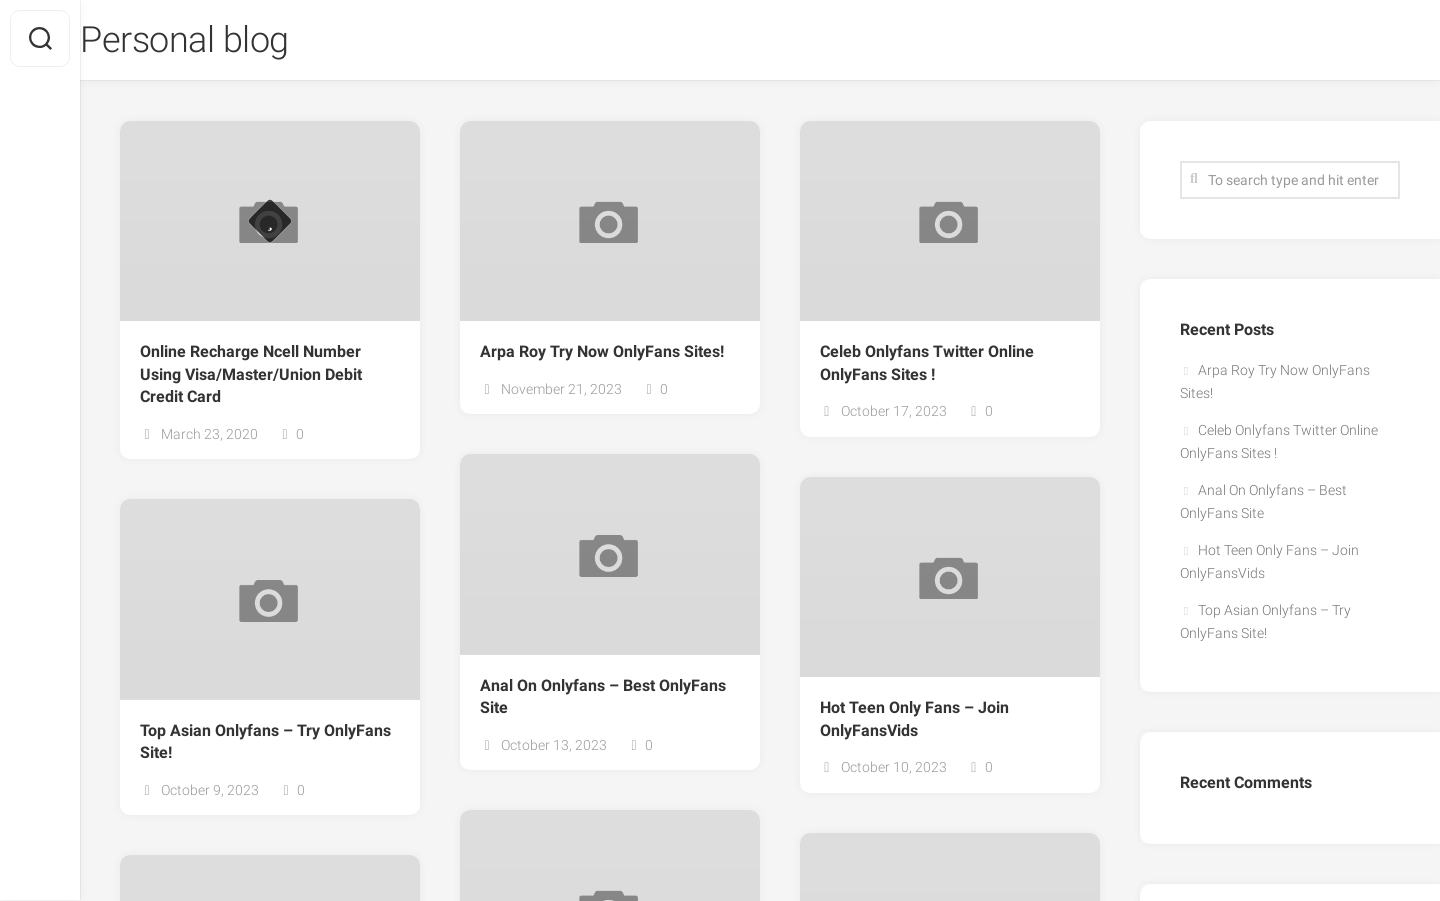 Personal blog
Online Recharge Ncell Number
Using Visa/Master/Union Debit
Credit Card
March 23, 2020 0
Top Asian Onlyfans – Try OnlyFans
Site!
October 9, 2023 0
Arpa Roy Try Now OnlyFans Sites!
November 21, 2023 0
Anal On Onlyfans – Best OnlyFans
Site
October 13, 2023 0
Celeb Onlyfans Twitter Online
OnlyFans Sites !
October 17, 2023 0
Hot Teen Only Fans – Join
OnlyFansVids
October 10, 2023 0
To search type and hit enter
Recent Posts
Arpa Roy Try Now OnlyFans
Sites!
Celeb Onlyfans Twitter Online
OnlyFans Sites !
Anal On Onlyfans – Best
OnlyFans Site
Hot Teen Only Fans – Join
OnlyFansVids
Top Asian Onlyfans – Try
OnlyFans Site!
Recent Comments